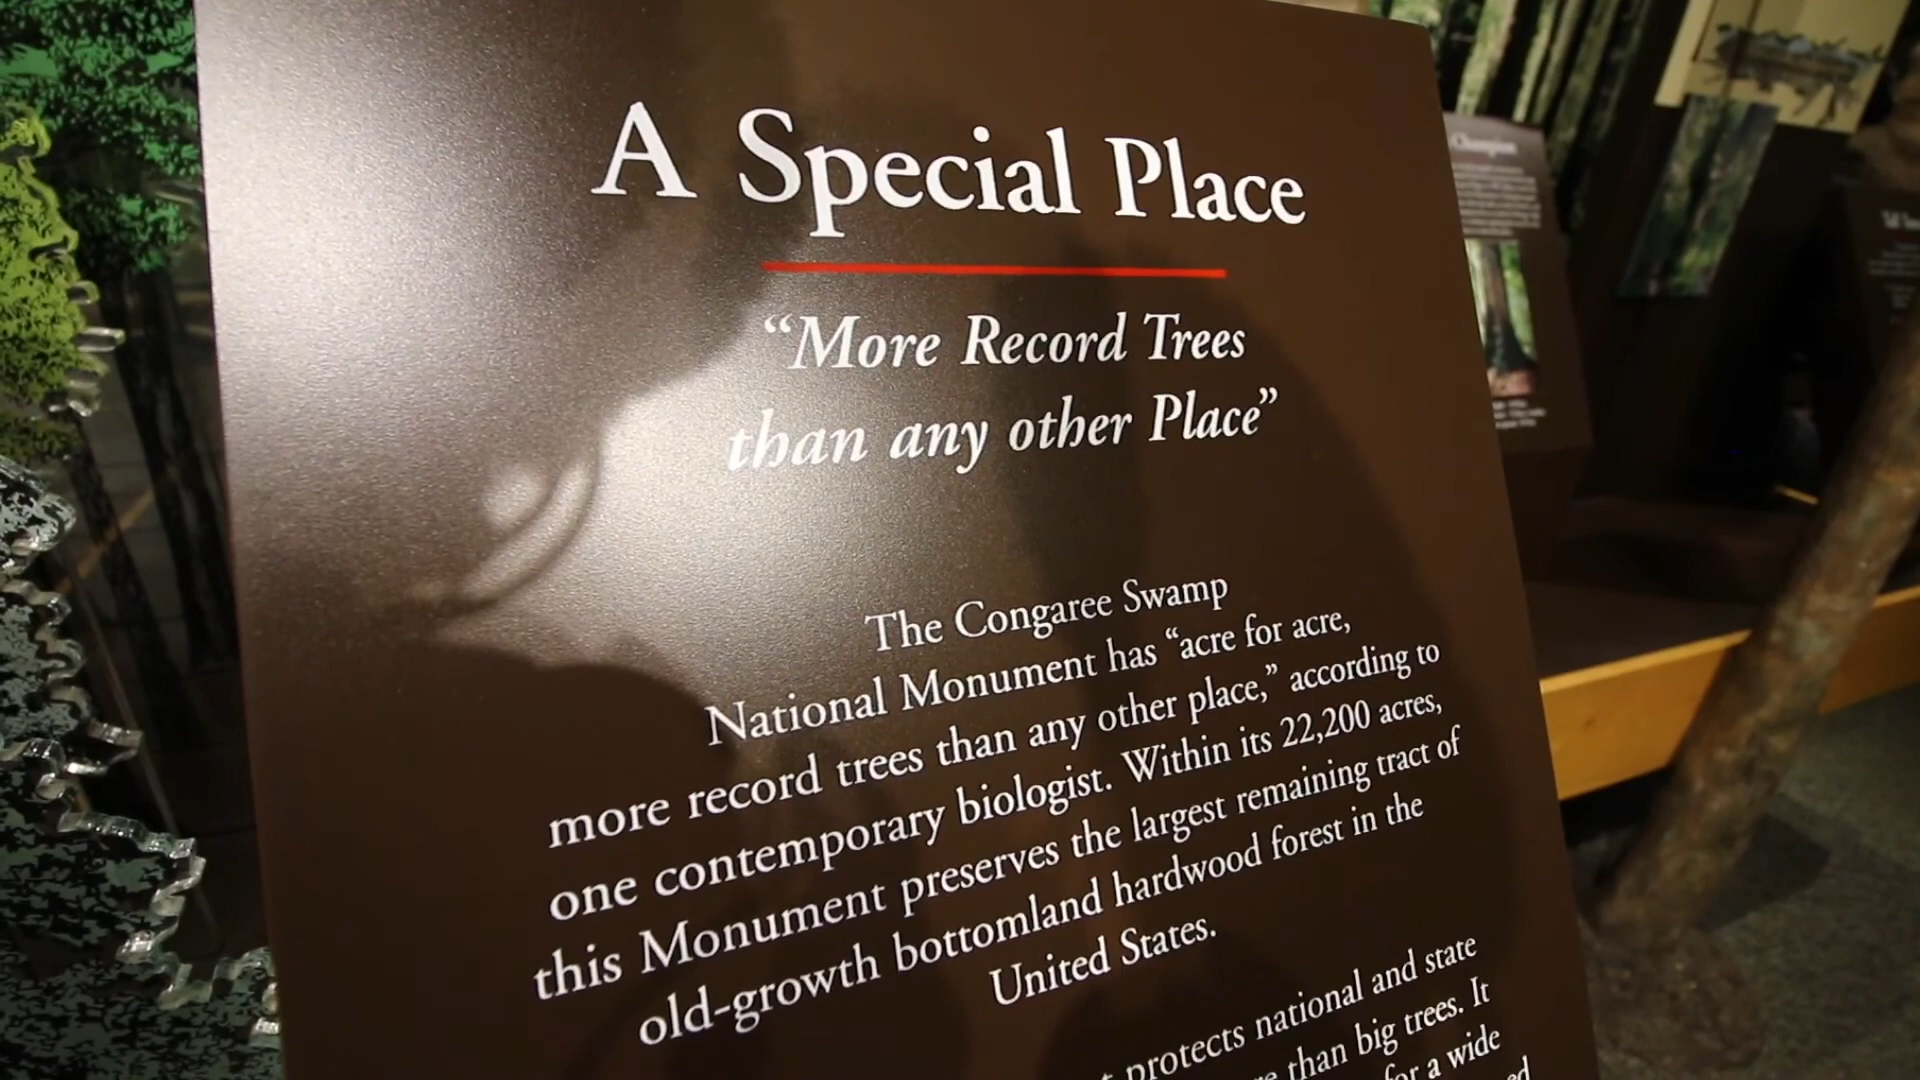 A Special Place
“More Record Trees
than any other Place”
The Congaree Swamp
National Monument has “acre for acre,
more record trees than any other place,” according to
one contemporary biologist. Within its 22,200 acres,
this Monument preserves the largest remaining tract of
old-growth bottomland hardwood forest in the
United States.
protects national and state
than big trees. It
for a wide
Champion